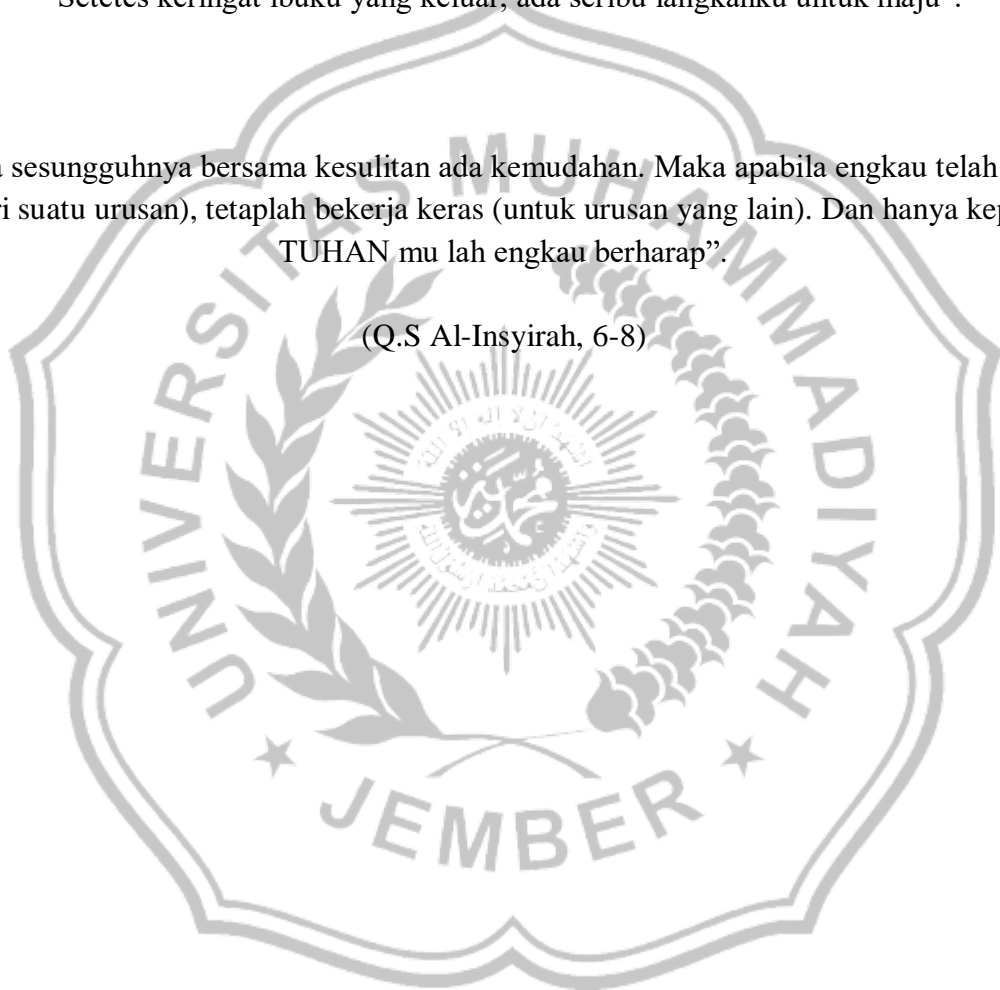 Setetes keringat ibuku yang keluar, ada seribu langkahku untuk maju”.
sesungguhnya bersama kesulitan ada kemudahan. Maka apabila engkau telah
suatu urusan), tetaplah bekerja keras (untuk urusan yang lain). Dan hanya
TUHAN mu lah engkau berharap”.
(Q.S Al-Insyirah, 6-8)
UNIVERSITAS MUHAMMADIYAH
JEMBER